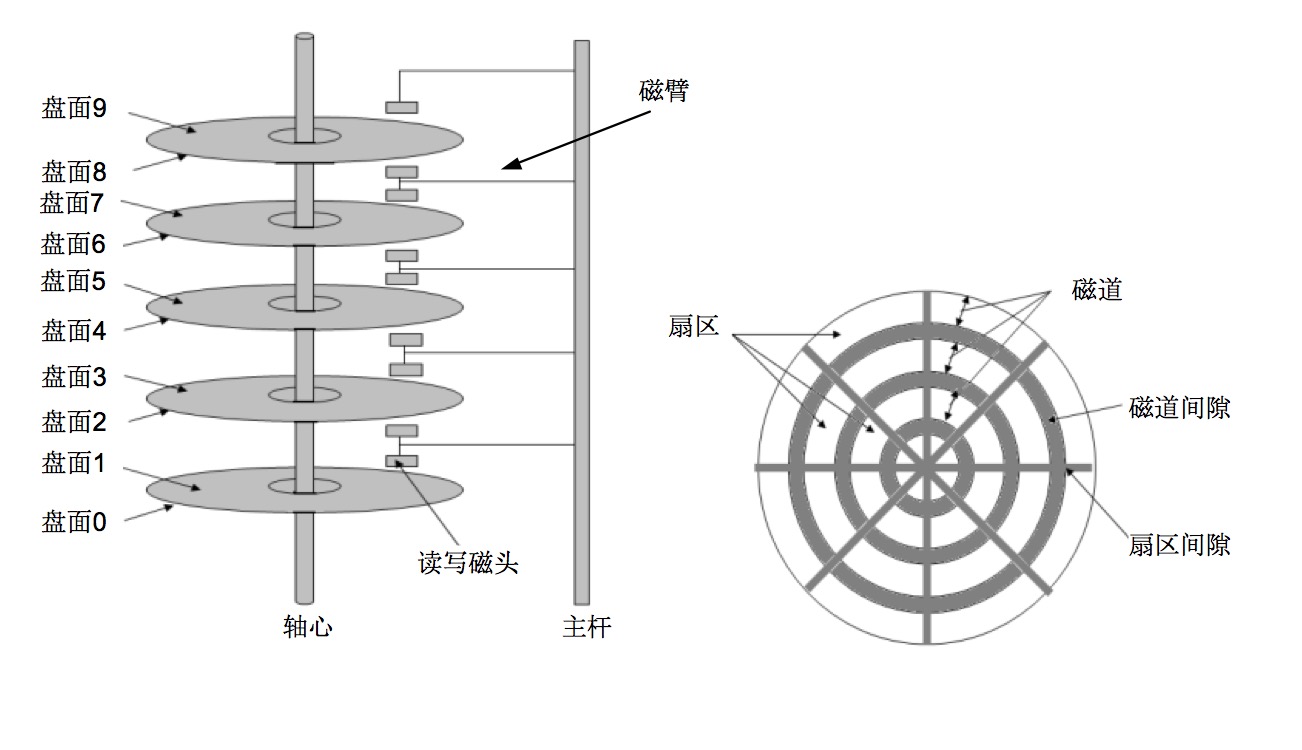 盘面9
盘面8
盘面7
盘面6
盘面5
盘面4
盘面3
盘面2
盘面1
盘面0
磁臂
读写磁头
轴心
主杆
磁道
扇区
磁道间隙
扇区间隙